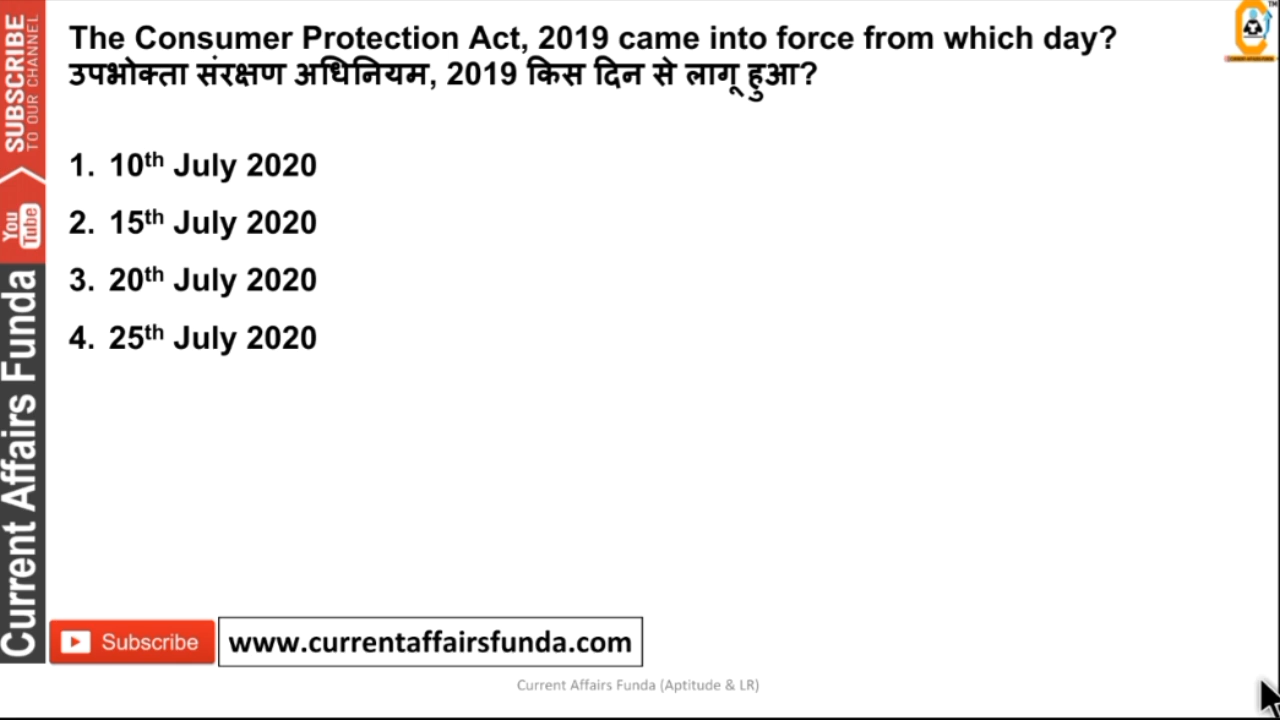 The Consumer Protection Act, 2019 came into force from which day?
उपभोक्ता संरक्षण अधिनियम, 2019 किस दिन से लागू हुआ?
1. 10th July 2020
2. 15th July 2020
3. 20th July 2020
4. 25th July 2020
SUBSCRIBE
TO OUR CHANNEL
You Tube
Current Affairs Funda
Subscribe
www.currentaffairsfunda.com
Current Affairs Funda (Aptitude & LR)
TM